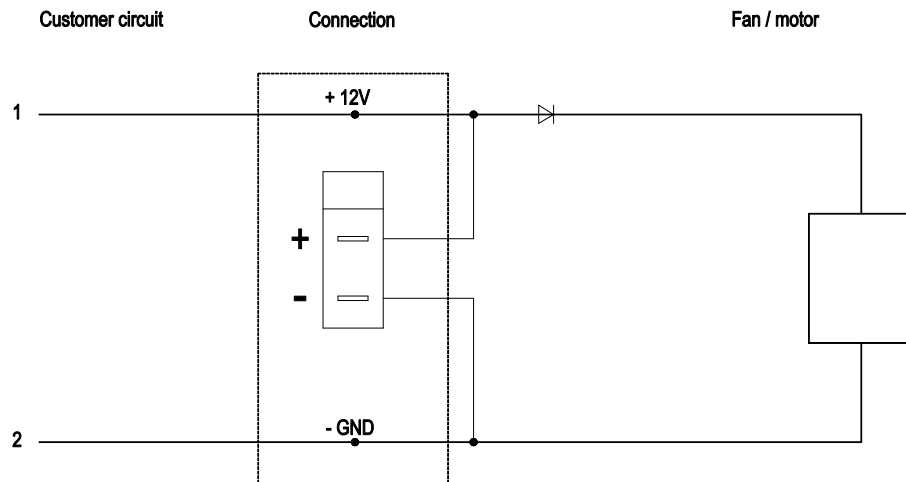 Customer circuit Connection Fan / motor
+ 12V
1
+
-
- GND
2